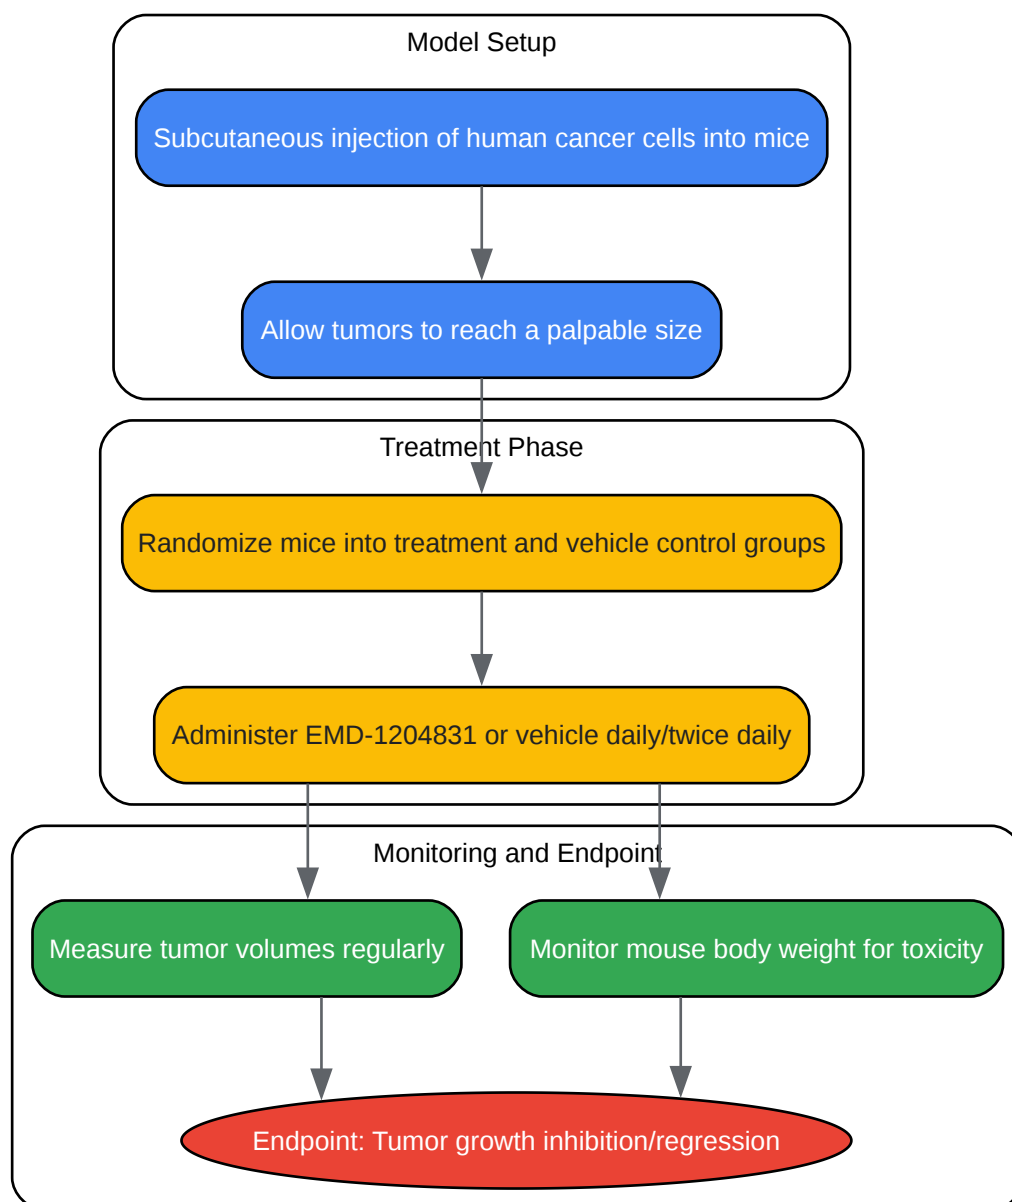 Model Setup
Subcutaneous injection of human cancer cells into mice
Allow tumors to reach a palpable size
Treatment Phase
Randomize mice into treatment and vehicle control groups
Administer EMD-1204831 or vehicle daily/twice daily
Monitoring and Endpoint
Measure tumor volumes regularly
Monitor mouse body weight for toxicity
Endpoint: Tumor growth inhibition/regression